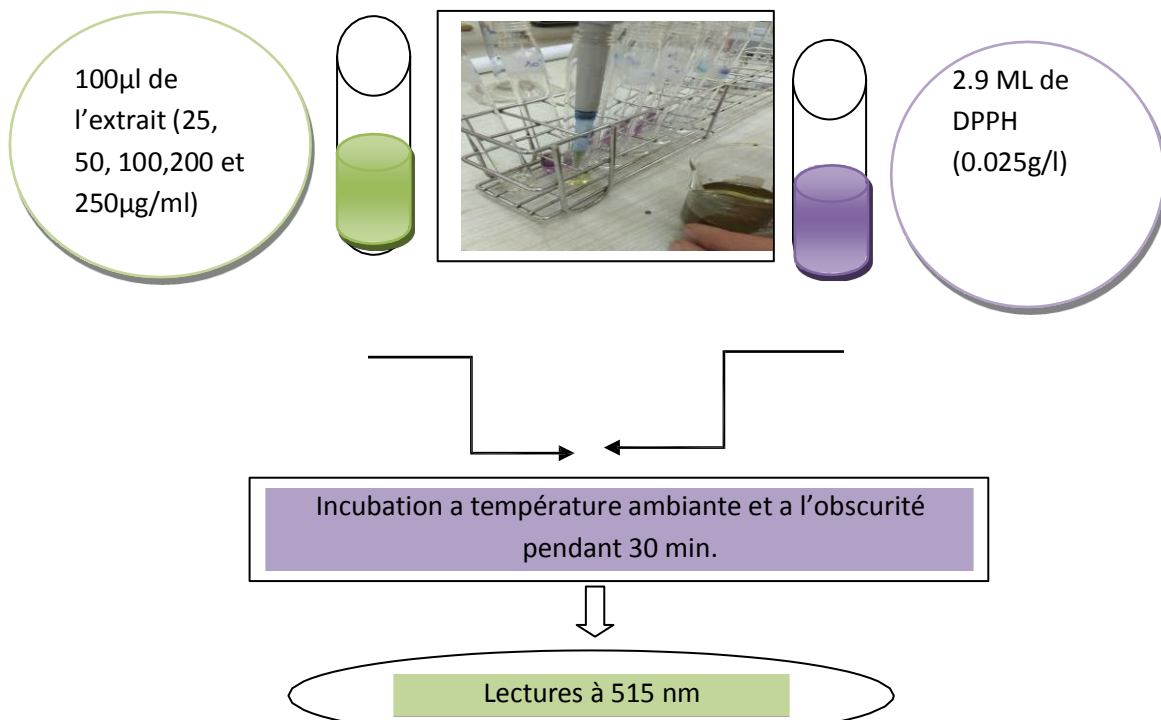 100µl de
l’extrait (25,
50, 100,200 et
250µg/ml)
2.9 ML de
DPPH
(0.025g/l)
Incubation a température ambiante et a l’obscurité
pendant 30 min.
Lectures à 515 nm